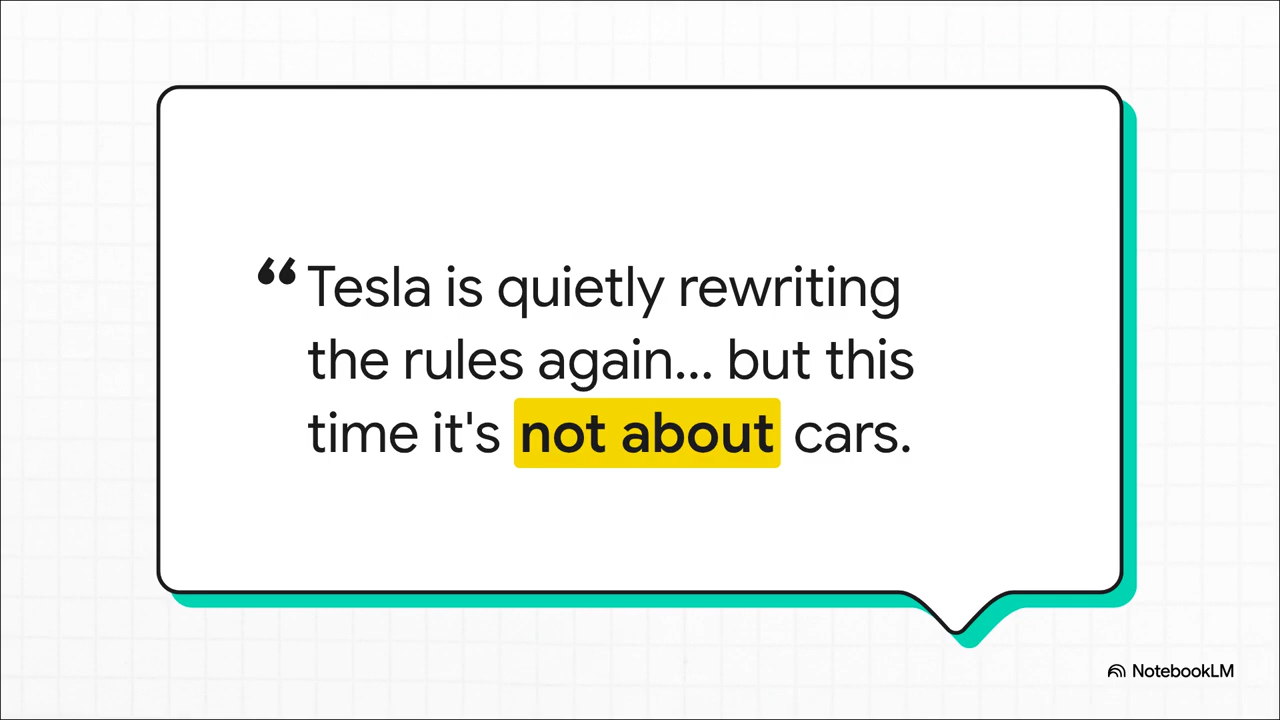 “Tesla is quietly rewriting
the rules again... but this
time it's not about cars.
NotebookLM